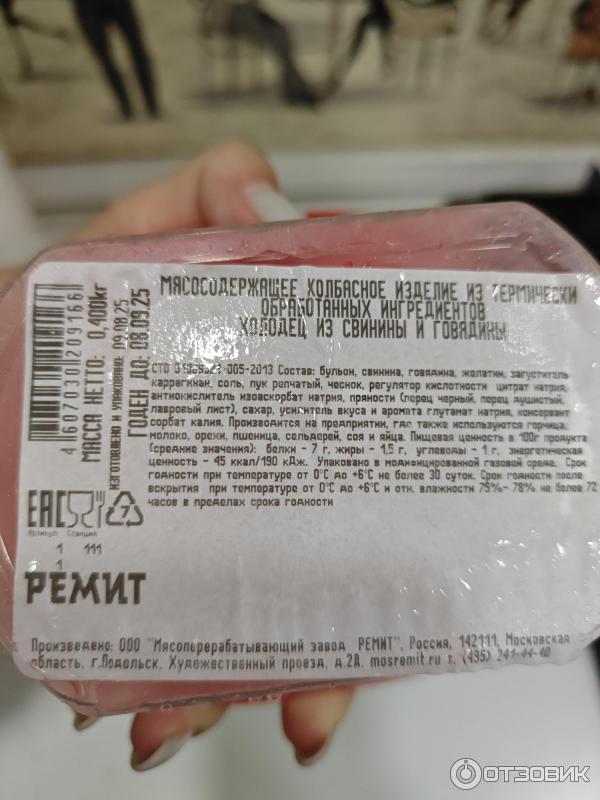 МЯСОСОДЕРЖАЩЕЕ ХОЛБАСНОЕ ИЗДЕЛИЕ ИЗ ТЕРМИЧЕСКИ
ОБРАБОТАННЫХ ИНГРЕДИЕНТОВ
ХОЛОДЕЦ ИЗ СВИНИНЫ И ГОВЯДИНЫ
СТО Состав: бульон, свинина, говядина, желатин, загуститель
каррагинан, соль, лук репчатый, чеснок, регулятор кислотности цитрат натрия,
антиокислитель изоаскорбат натрия, пряности (перец черный, перец душистый,
лавровый лист), сахар, усилитель вкуса и аромата глутамат натрия, консервант
сорбат калия. Производится на предприятии, где также используются горчица,
молоко, орехи, пшеница, сельдерей, соя и яйца. Пищевая ценность в 100г продукта
(средние значения): белки - 7 г, жиры - 1,5 г, углеводы - 1 г, энергетическая
ценность - 45 ккал/190 кДж. Упаковано в модифицированной газовой среде. Срок
годности при температуре от 0°С до +6°С не более 30 суток. Срок годности после
вскрытия при температуре от 0°С до +6°С и отн. влажности 75%- 78% не более 72
часов в пределах срока годности
4 607030 209166
МАССА НЕТТО: 0,400кг
ИЗГОТОВЛЕНО И УПАКОВАНО: 09.08.25
ГОДЕН ДО: 08.09.25
EAC
7
Артикул Станция
1 111
1
РЕМИТ
Произведено: ООО "Мясоперерабатывающий завод РЕМИТ", Россия, 142111, Московская
область, г.Подольск, Художественный проезд, д.2А. mosremit.ru т. (495) 241-44-40
ОТЗОВИК